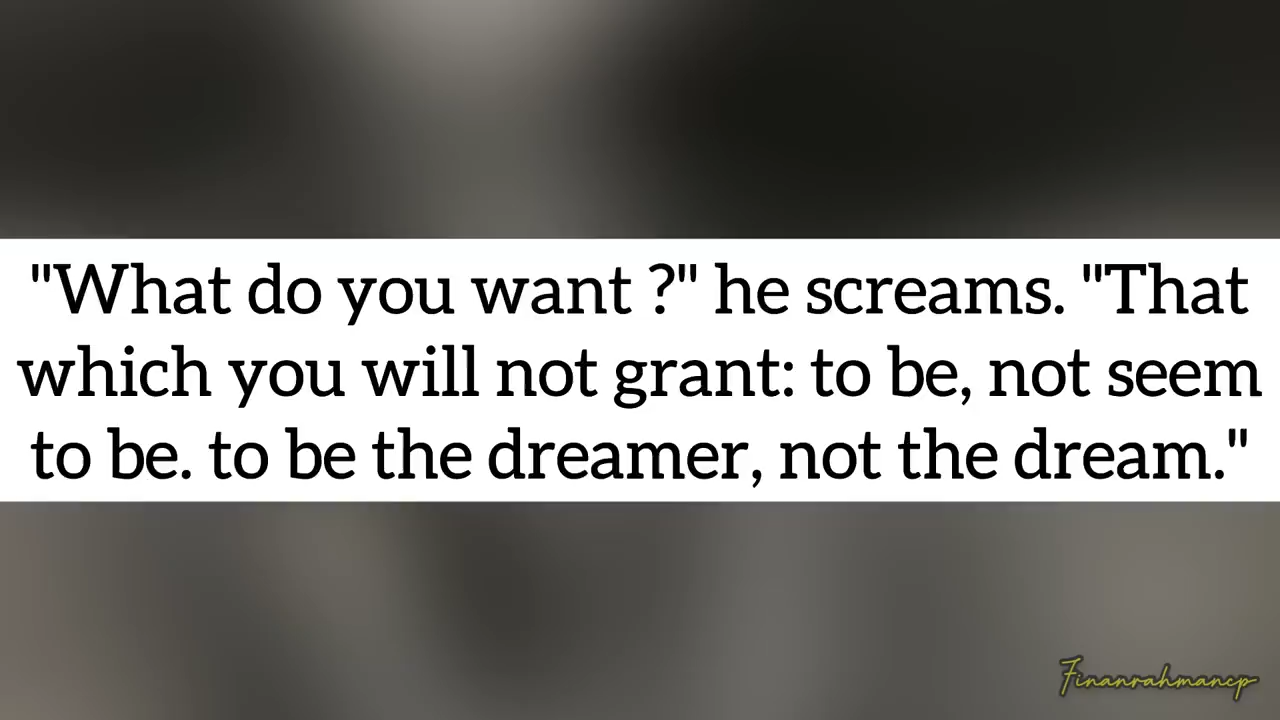 "What do you want ?" he screams. "That
which you will not grant: to be, not seem
to be. to be the dreamer, not the dream."
Finanrahmancp